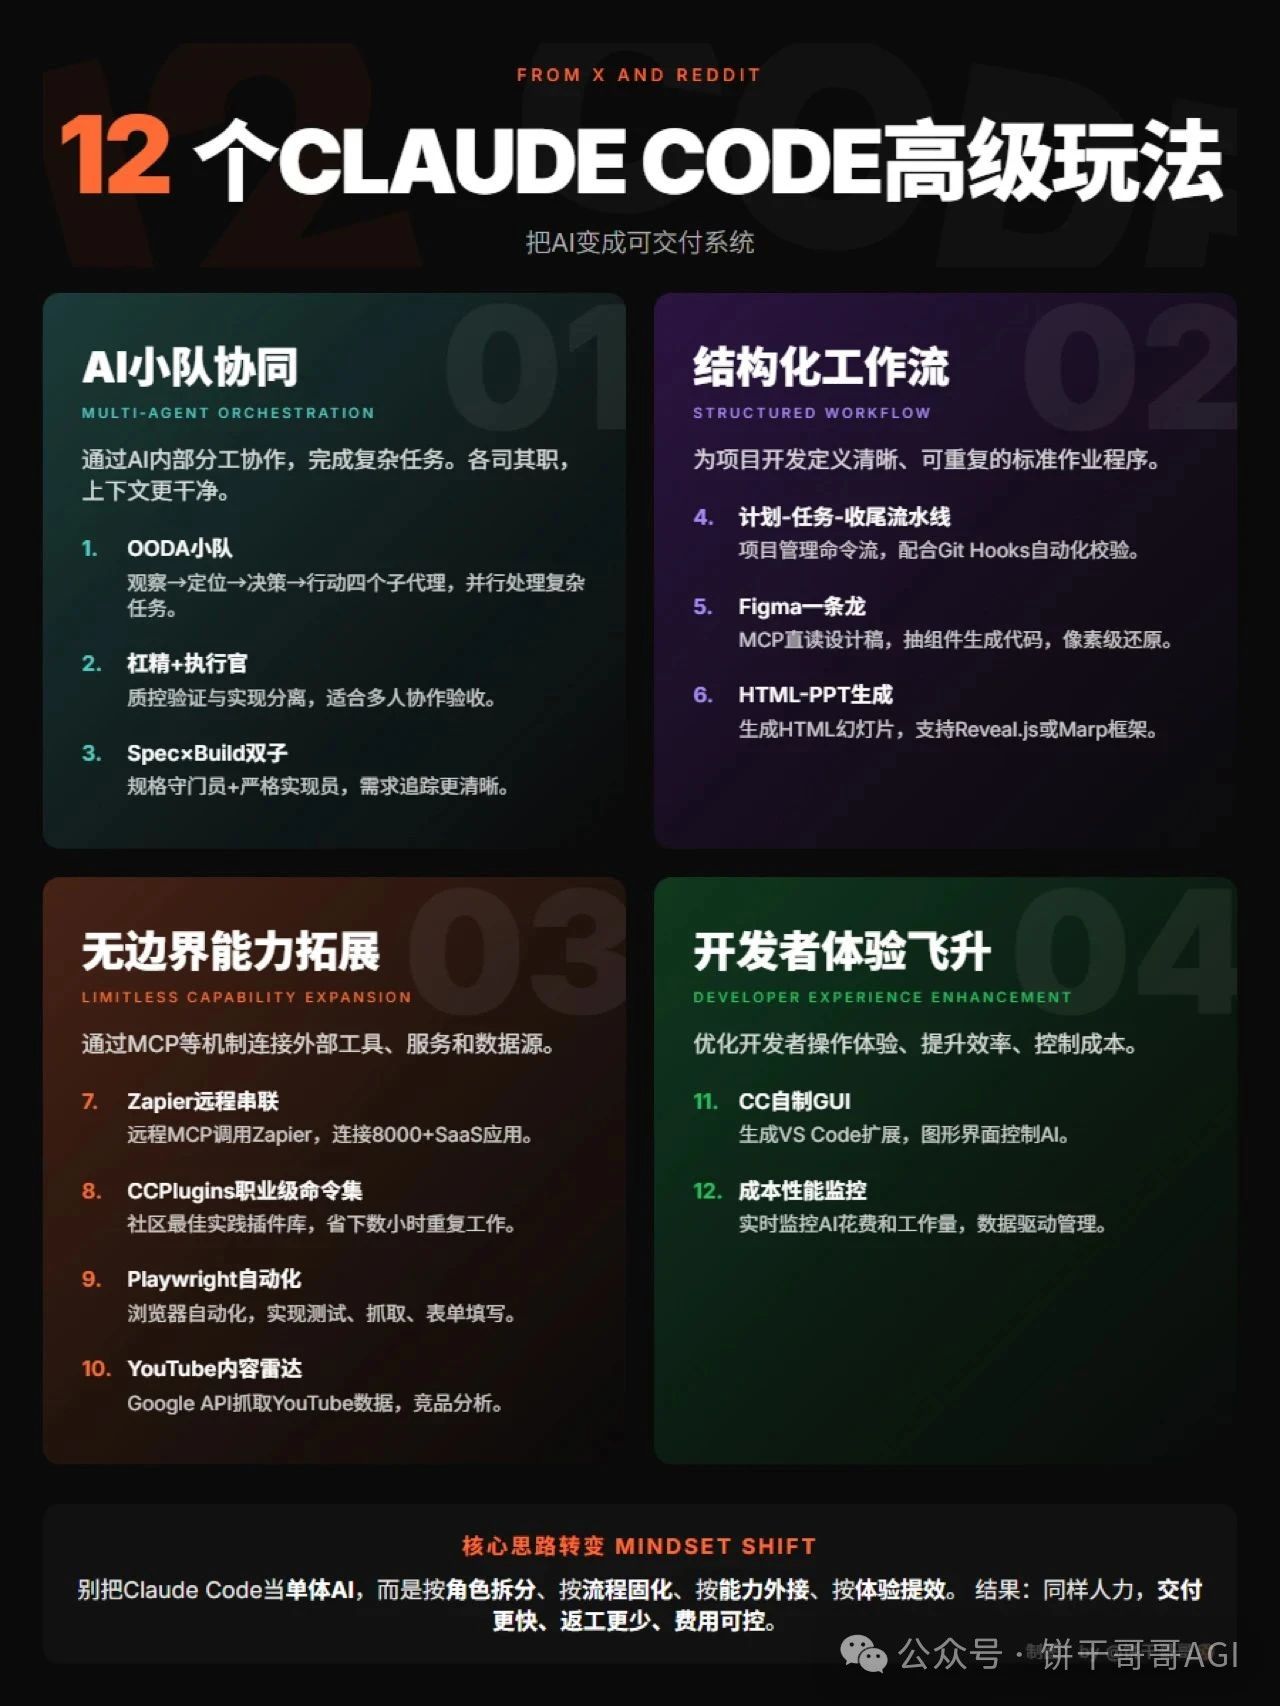 FROM X AND REDDIT
12 个CLAUDE CODE高级玩法
把AI变成可交付系统
01
AI小队协同
MULTI-AGENT ORCHESTRATION
通过AI内部分工协作，完成复杂任务。各司其职，
上下文更干净。
1. OODA小队
观察→定位→决策→行动四个子代理，并行处理复杂
任务。
2. 杠精+执行官
质控验证与实现分离，适合多人协作验收。
3. Spec×Build双子
规格守门员+严格实现员，需求追踪更清晰。
02
结构化工作流
STRUCTURED WORKFLOW
为项目开发定义清晰、可重复的标准作业程序。
4. 计划-任务-收尾流水线
项目管理命令流，配合Git Hooks自动化校验。
5. Figma一条龙
MCP直读设计稿，抽组件生成代码，像素级还原。
6. HTML-PPT生成
生成HTML幻灯片，支持Reveal.js或Marp框架。
03
无边界能力拓展
LIMITLESS CAPABILITY EXPANSION
通过MCP等机制连接外部工具、服务和数据源。
7. Zapier远程串联
远程MCP调用Zapier，连接8000+SaaS应用。
8. CCPlugins职业级命令集
社区最佳实践插件库，省下数小时重复工作。
9. Playwright自动化
浏览器自动化，实现测试、抓取、表单填写。
10. YouTube内容雷达
Google API抓取YouTube数据，竞品分析。
04
开发者体验飞升
DEVELOPER EXPERIENCE ENHANCEMENT
优化开发者操作体验、提升效率、控制成本。
11. CC自制GUI
生成VS Code扩展，图形界面控制AI。
12. 成本性能监控
实时监控AI花费和工作量，数据驱动管理。
核心思路转变 MINDSET SHIFT
别把Claude Code当单体AI，而是按角色拆分、按流程固化、按能力外接、按体验提效。 结果：同样人力，交付
更快、返工更少、费用可控。
公众号 · 饼干哥哥AGI